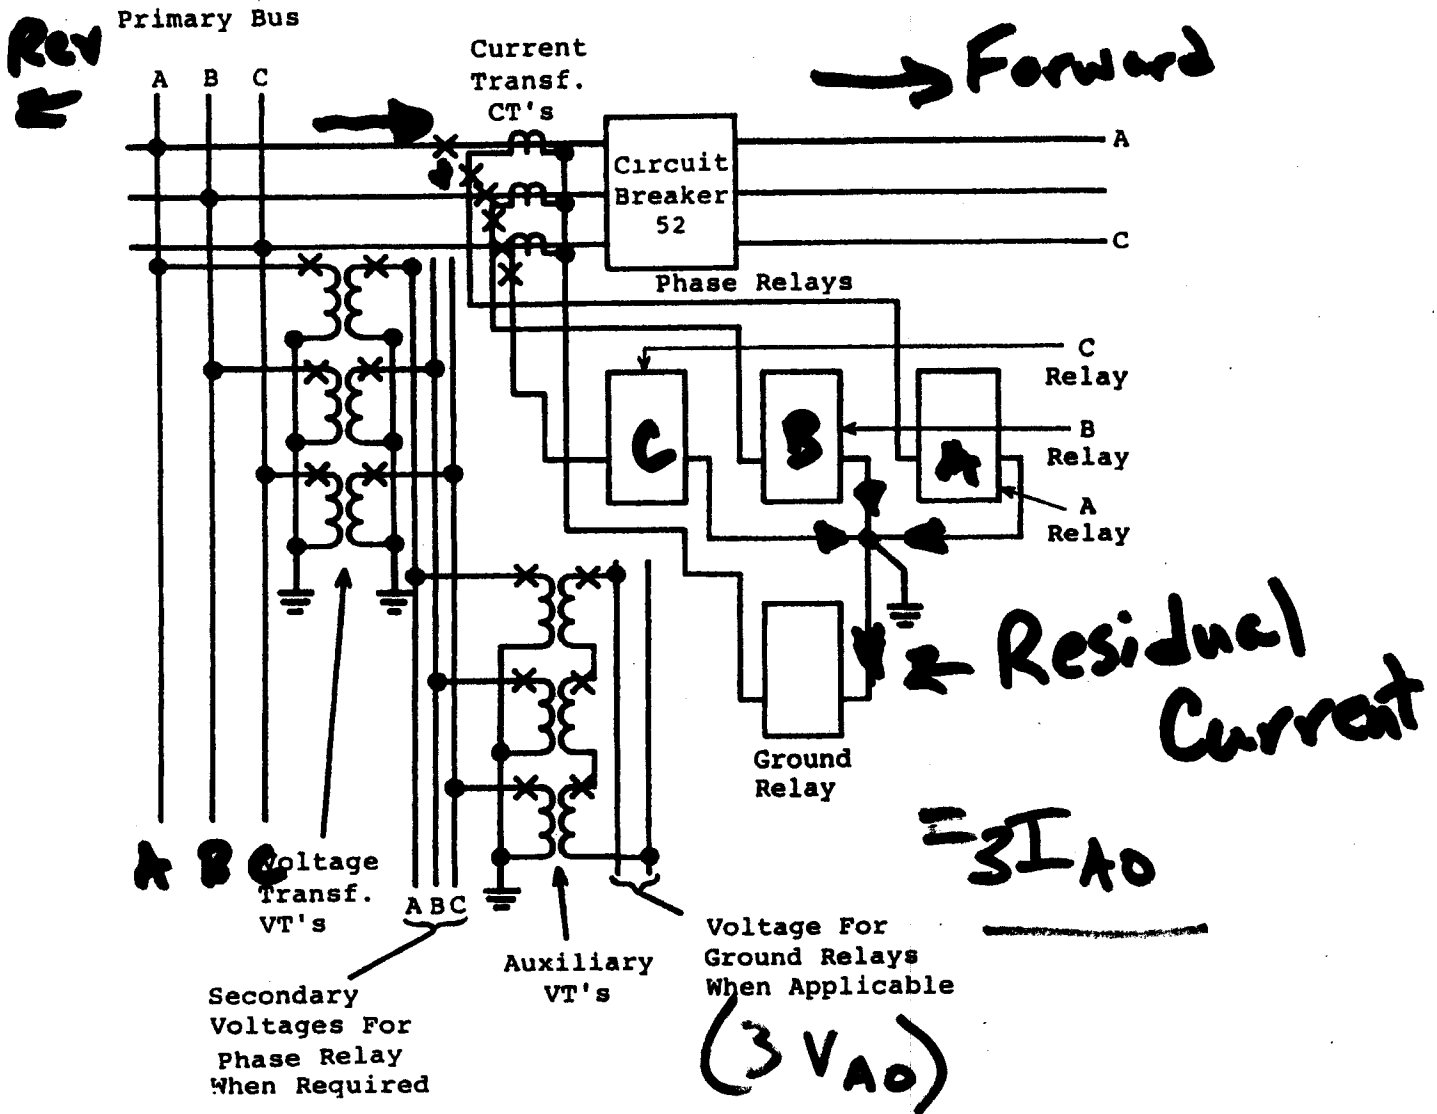 Primary Bus
Rev
A B C
Current
Transf.
CT's
Forward
A
Circuit
Breaker
52
C
Phase Relays
C
Relay
B
Relay
A
Relay
C
B
A
Residual
Current
Ground
Relay
= 3IA0
A B C
Voltage
Transf.
VT's
A B C
Auxiliary
VT's
Voltage For
Ground Relays
When Applicable
(3 VA0)
Secondary
Voltages For
Phase Relay
When Required